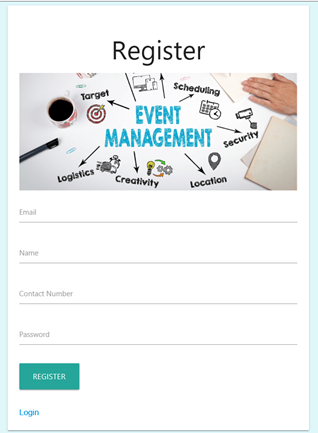 Register
Target
Scheduling
EVENT
MANAGEMENT
Security
Logistics
Creativity
Location
Email
Name
Contact Number
Password
REGISTER
Login